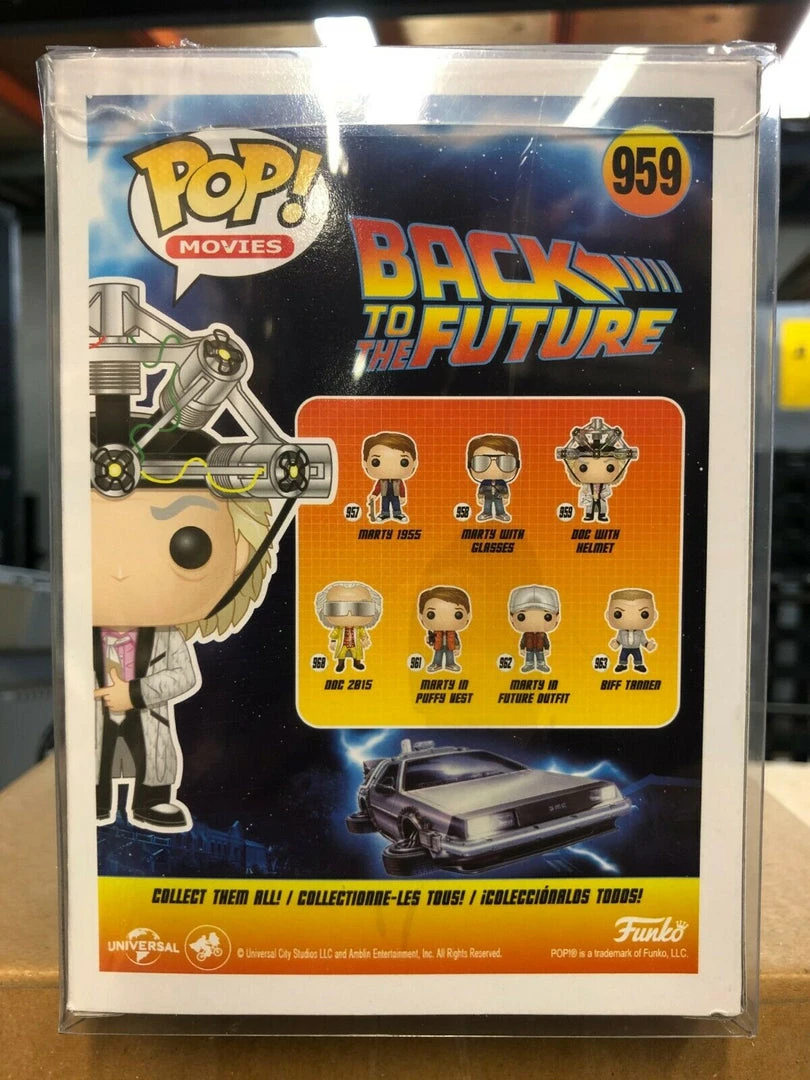 POP!
MOVIES
959
BACK
TO THE FUTURE
957
MARTY 1955
958
MARTY WITH
GLASSES
959
DOC WITH
HELMET
960
DOC 2015
961
MARTY IN
PUFFY VEST
962
MARTY IN
FUTURE OUTFIT
963
BIFF TANNEN
DMC
COLLECT THEM ALL! / COLLECTIONNE-LES TOUS! / ¡COLECCIÓNALOS TODOS!
UNIVERSAL
© Universal City Studios LLC and Amblin Entertainment, Inc. All Rights Reserved.
Funko
POP!® is a trademark of Funko, LLC.